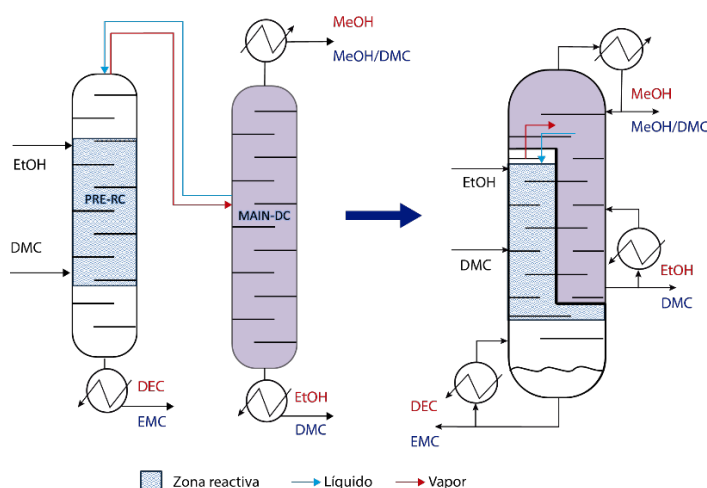 MeOH
MeOH/DMC
EtOH
PRE-RC
DMC
MAIN-DC
DEC
EMC
EtOH
DMC
MeOH
MeOH/DMC
EtOH
DMC
EtOH
DMC
DEC
EMC
Zona reactiva
Líquido
Vapor